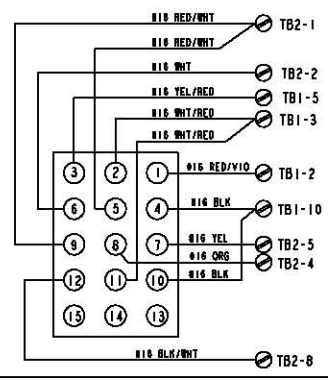 #16 RED/WHT TB2-1
#16 RED/WHT
#16 WHT TB2-2
#16 YEL/RED TB1-5
#16 WHT/RED TB1-3
#16 WHT/RED
3 2 1 #16 RED/VIO TB1-2
6 5 4 #16 BLK TB1-10
9 8 7 #16 YEL TB2-5
#16 ORG TB2-4
12 11 10 #16 BLK
15 14 13
#16 BLK/WHT TB2-8